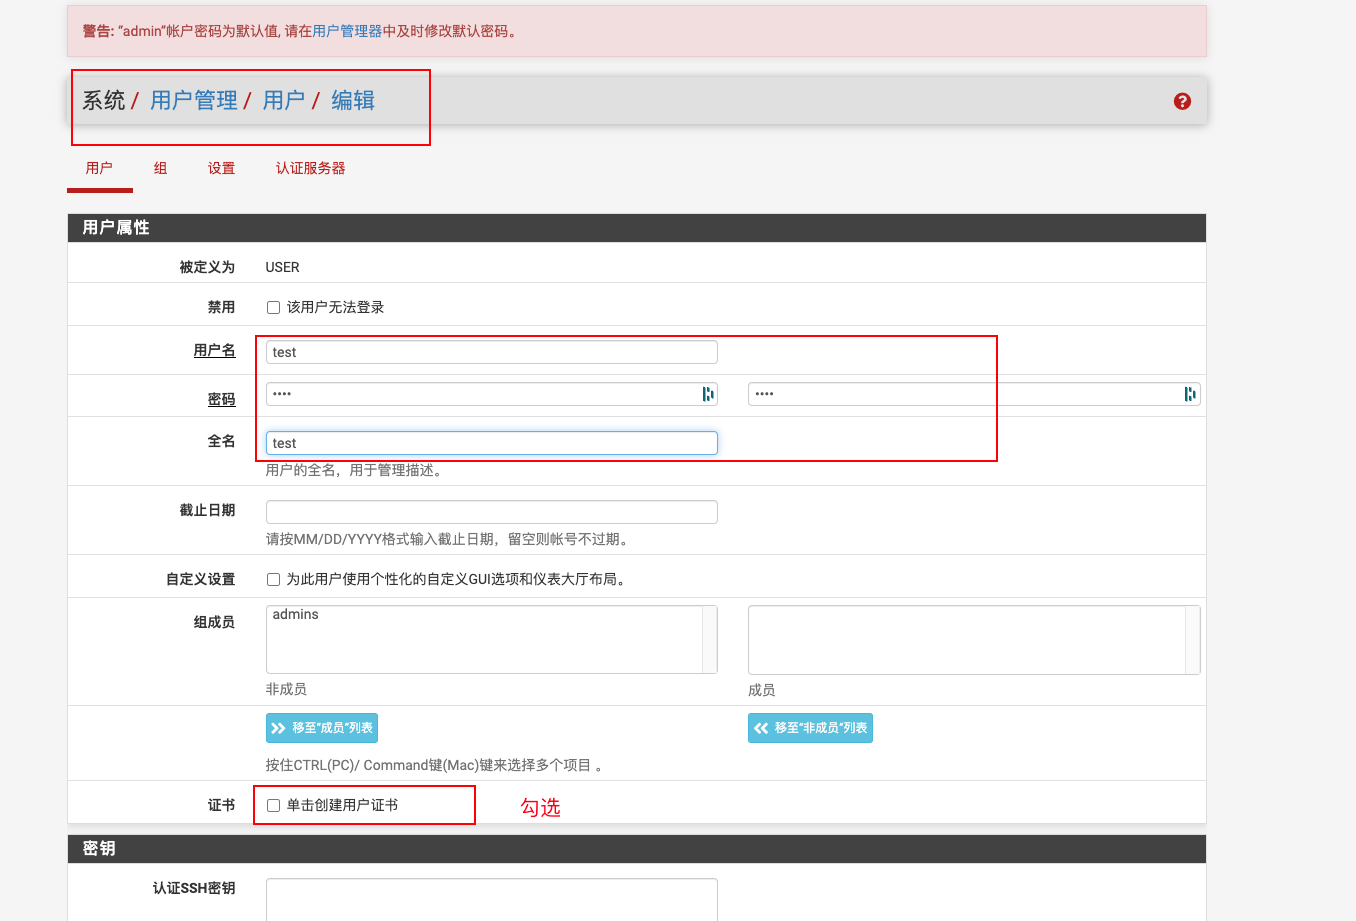 警告: “admin”帐户密码为默认值, 请在用户管理器中及时修改默认密码。
系统 / 用户管理 / 用户 / 编辑
用户 组 设置 认证服务器
用户属性
被定义为 USER
禁用 该用户无法登录
用户名 test
密码 •••• ••••
全名 test
用户的全名，用于管理描述。
截止日期
请按MM/DD/YYYY格式输入截止日期，留空则帐号不过期。
自定义设置 为此用户使用个性化的自定义GUI选项和仪表大厅布局。
组成员 admins
非成员 成员
移至“成员”列表 移至“非成员”列表
按住CTRL(PC)/ Command键(Mac)键来选择多个项目 。
证书 单击创建用户证书 勾选
密钥
认证SSH密钥